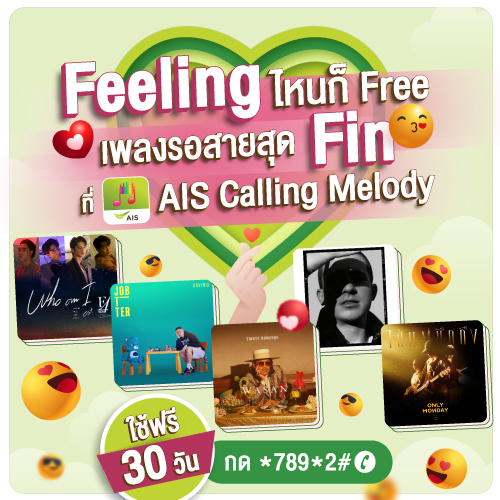 Feeling ไหนก็ Free
เพลงรอสายสุด Fin
ที่ AIS AIS Calling Melody
Who am I
JOB
TER
ONLY
MONDAY
ใช้ฟรี
30 วัน
กด *789*2#